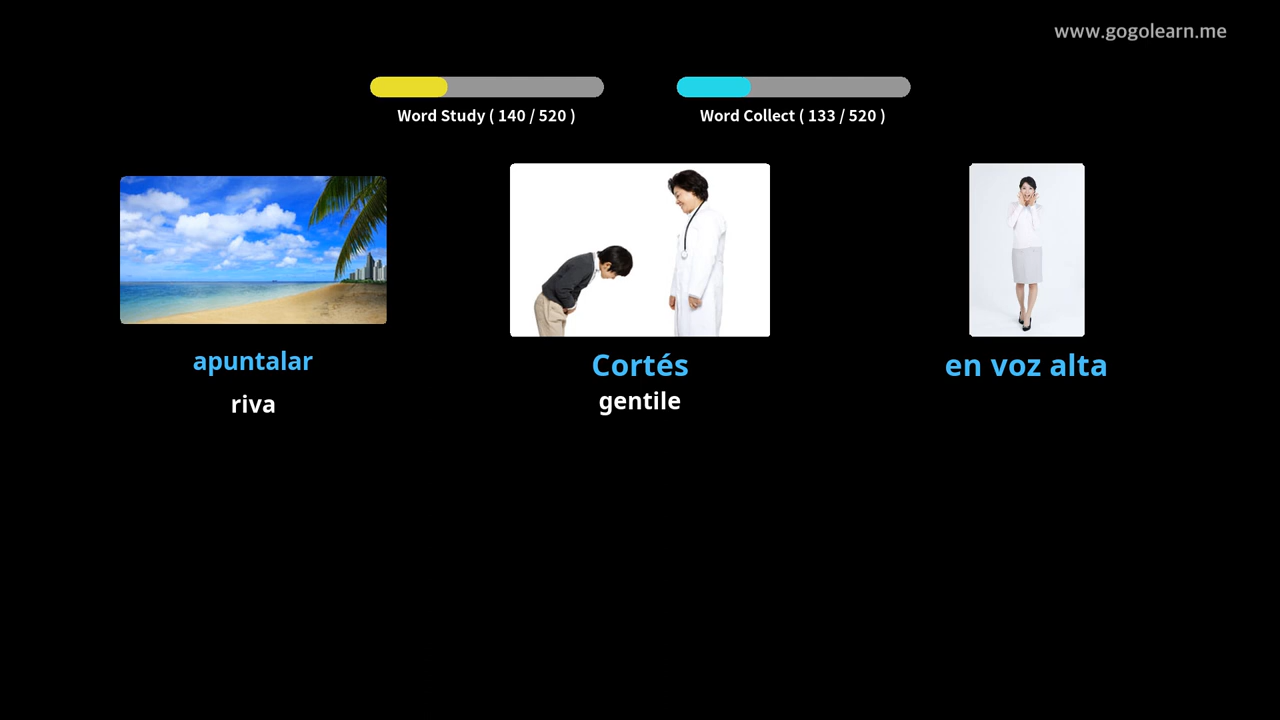 www.gogolearn.me
Word Study ( 140 / 520 )
Word Collect ( 133 / 520 )
apuntalar
riva
Cortés
gentile
en voz alta